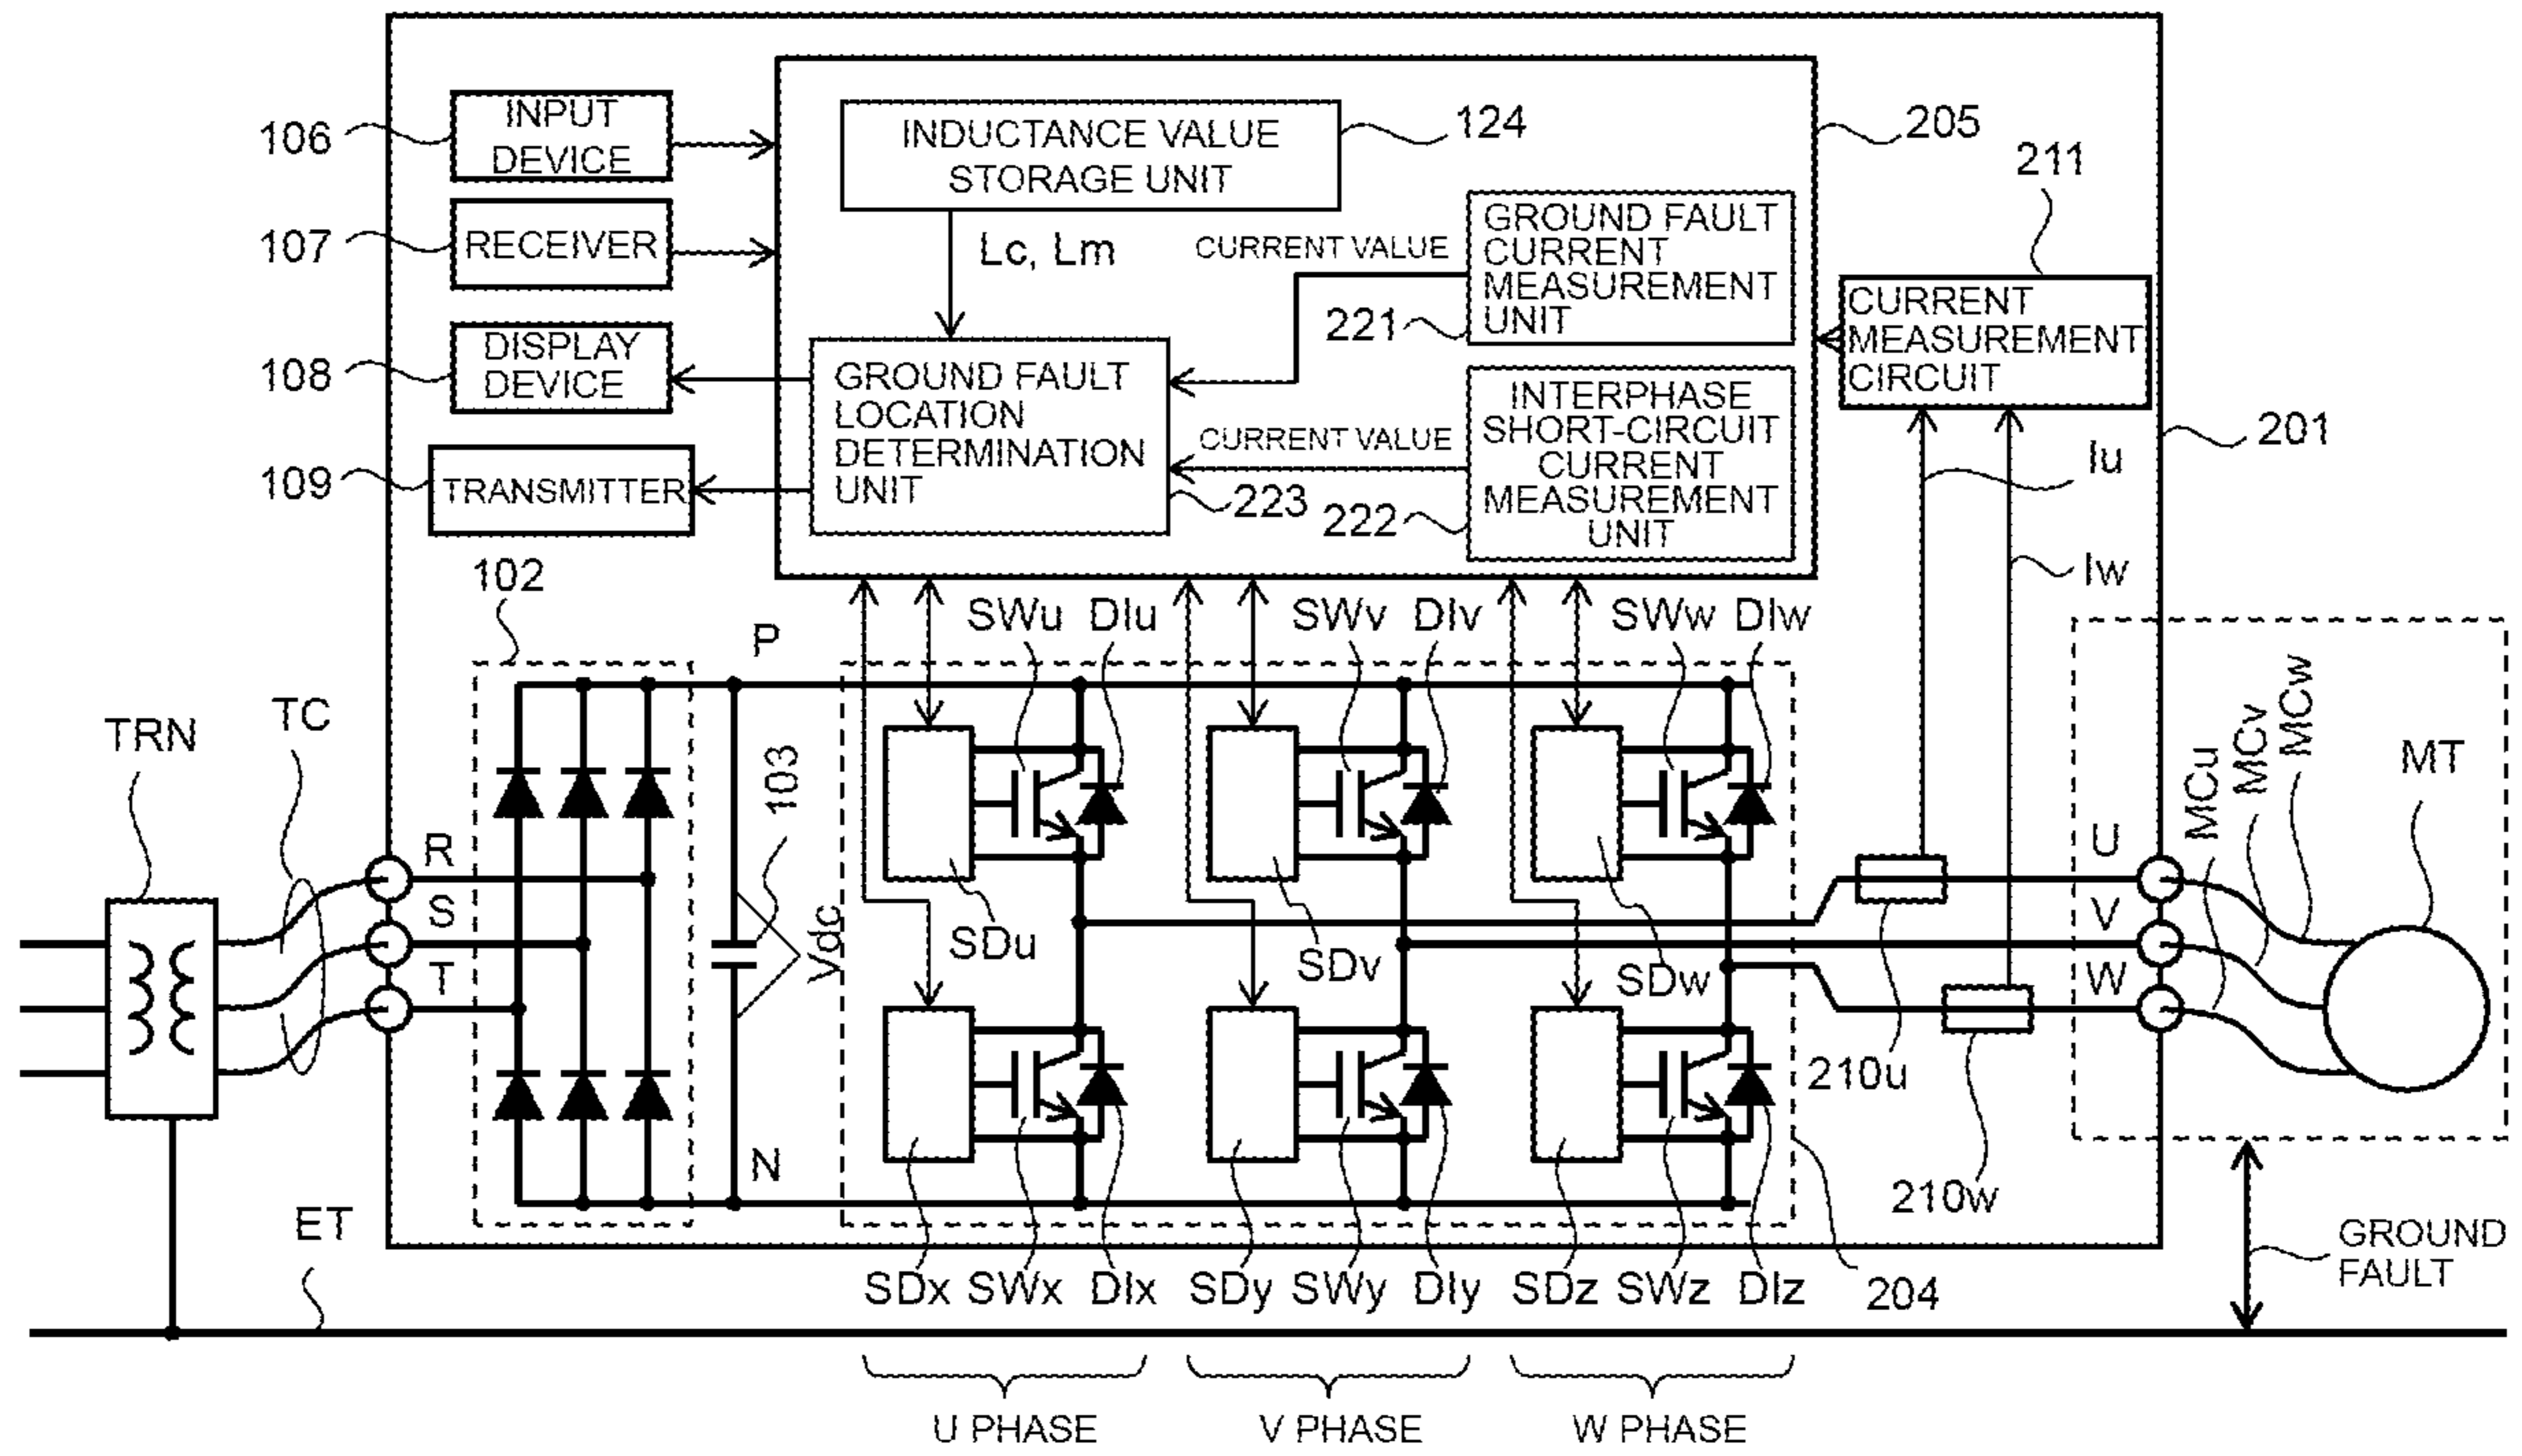 106
INPUT
DEVICE
107
RECEIVER
108
DISPLAY
DEVICE
109
TRANSMITTER
INDUCTANCE VALUE
STORAGE UNIT
124
205
211
Lc, Lm
CURRENT VALUE
GROUND FAULT
CURRENT
MEASUREMENT
UNIT
221
CURRENT
MEASUREMENT
CIRCUIT
GROUND FAULT
LOCATION
DETERMINATION
UNIT
223
CURRENT VALUE
INTERPHASE
SHORT-CIRCUIT
CURRENT
MEASUREMENT
UNIT
222
201
Iu
Iw
102
P
SWu
DIu
SWv
DIv
SWw
DIw
TRN
TC
103
Vdc
R
S
T
N
SDu
SDv
SDw
U
V
W
MCu
MCv
MCw
MT
210u
210w
ET
SDx
SWx
DIx
SDy
SWy
DIy
SDz
SWz
DIz
204
GROUND
FAULT
U PHASE
V PHASE
W PHASE